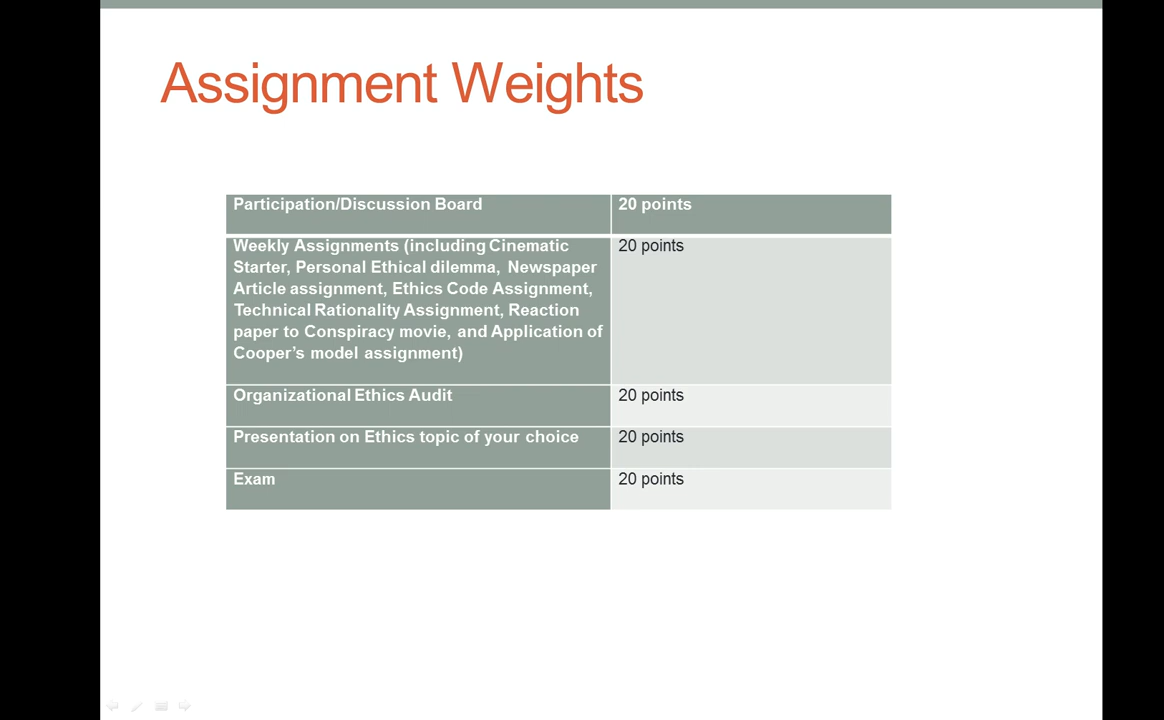 Assignment Weights
Participation/Discussion Board
20 points
Weekly Assignments (including Cinematic
Starter, Personal Ethical dilemma, Newspaper
Article assignment, Ethics Code Assignment,
Technical Rationality Assignment, Reaction
paper to Conspiracy movie, and Application of
Cooper’s model assignment)
20 points
Organizational Ethics Audit
20 points
Presentation on Ethics topic of your choice
20 points
Exam
20 points